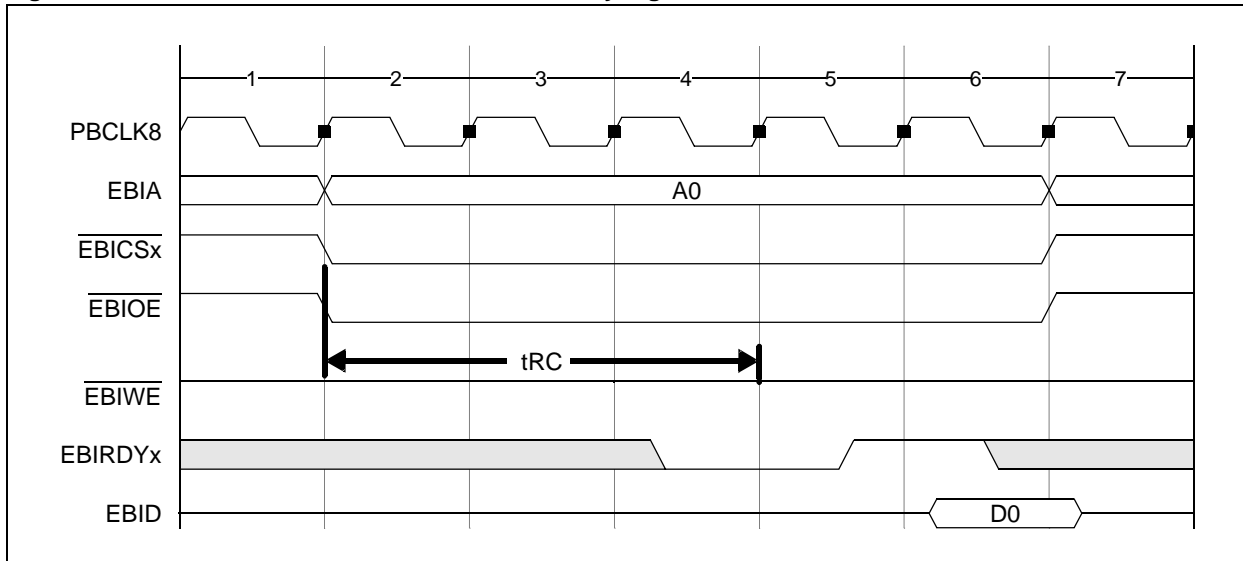 1 2 3 4 5 6 7
PBCLK8
EBIA A0
EBICSx
EBIOE
tRC
EBIWE
EBIRDYx
EBID D0